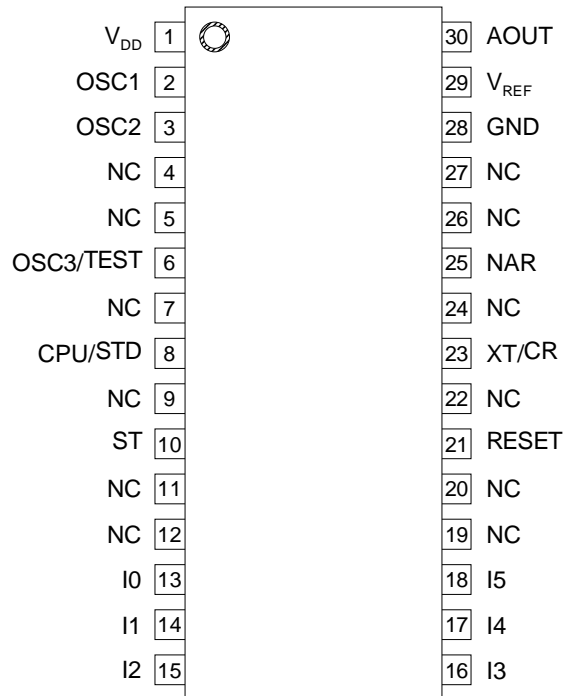 V_DD 1 30 AOUT
OSC1 2 29 V_REF
OSC2 3 28 GND
NC 4 27 NC
NC 5 26 NC
OSC3/TEST 6 25 NAR
NC 7 24 NC
CPU/STD 8 23 XT/CR
NC 9 22 NC
ST 10 21 RESET
NC 11 20 NC
NC 12 19 NC
I0 13 18 I5
I1 14 17 I4
I2 15 16 I3